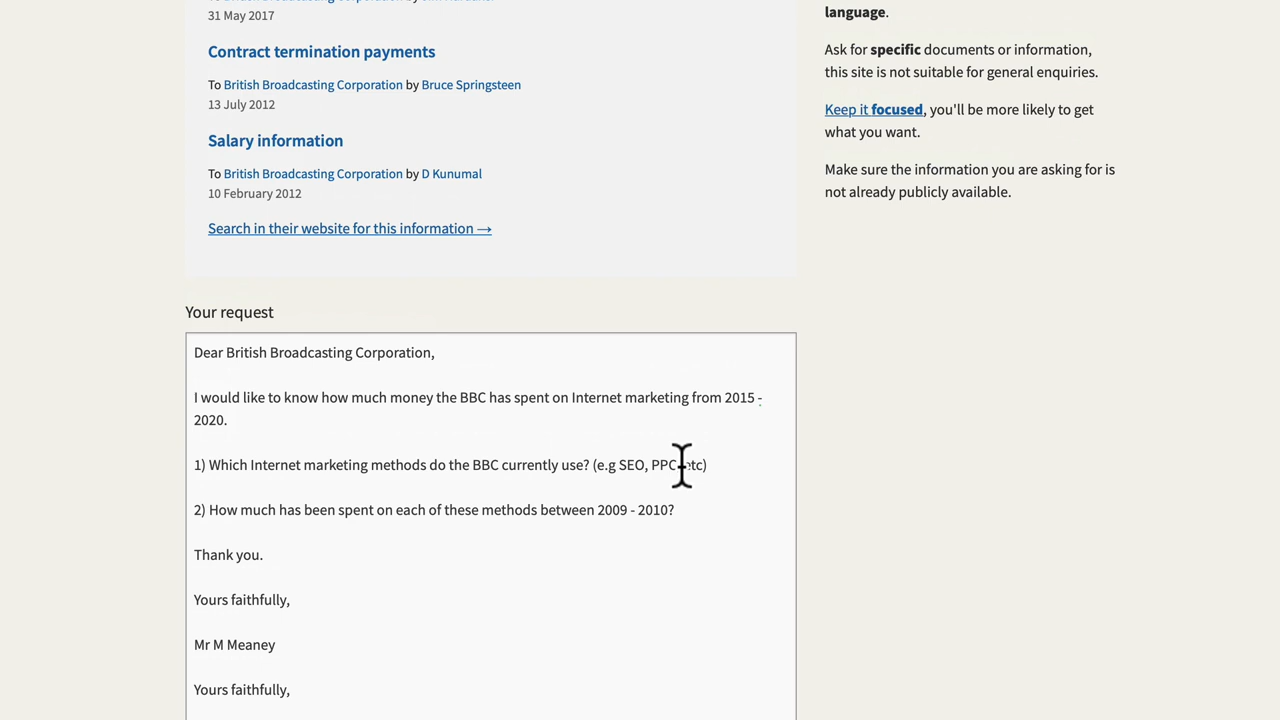 31 May 2017
language.
Contract termination payments
Ask for specific documents or information,
this site is not suitable for general enquiries.
To British Broadcasting Corporation by Bruce Springsteen
13 July 2012
Keep it focused, you'll be more likely to get
what you want.
Salary information
To British Broadcasting Corporation by D Kunumal
10 February 2012
Make sure the information you are asking for is
not already publicly available.
Search in their website for this information →
Your request
Dear British Broadcasting Corporation,
I would like to know how much money the BBC has spent on Internet marketing from 2015 -
2020.
1) Which Internet marketing methods do the BBC currently use? (e.g SEO, PPC etc)
2) How much has been spent on each of these methods between 2009 - 2010?
Thank you.
Yours faithfully,
Mr M Meaney
Yours faithfully,